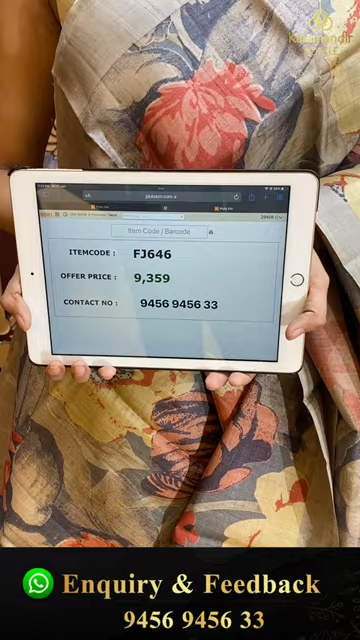 Item Code / Barcode
ITEMCODE : FJ646
OFFER PRICE : 9,359
CONTACT NO : 9456 9456 33
Enquiry & Feedback
9456 9456 33